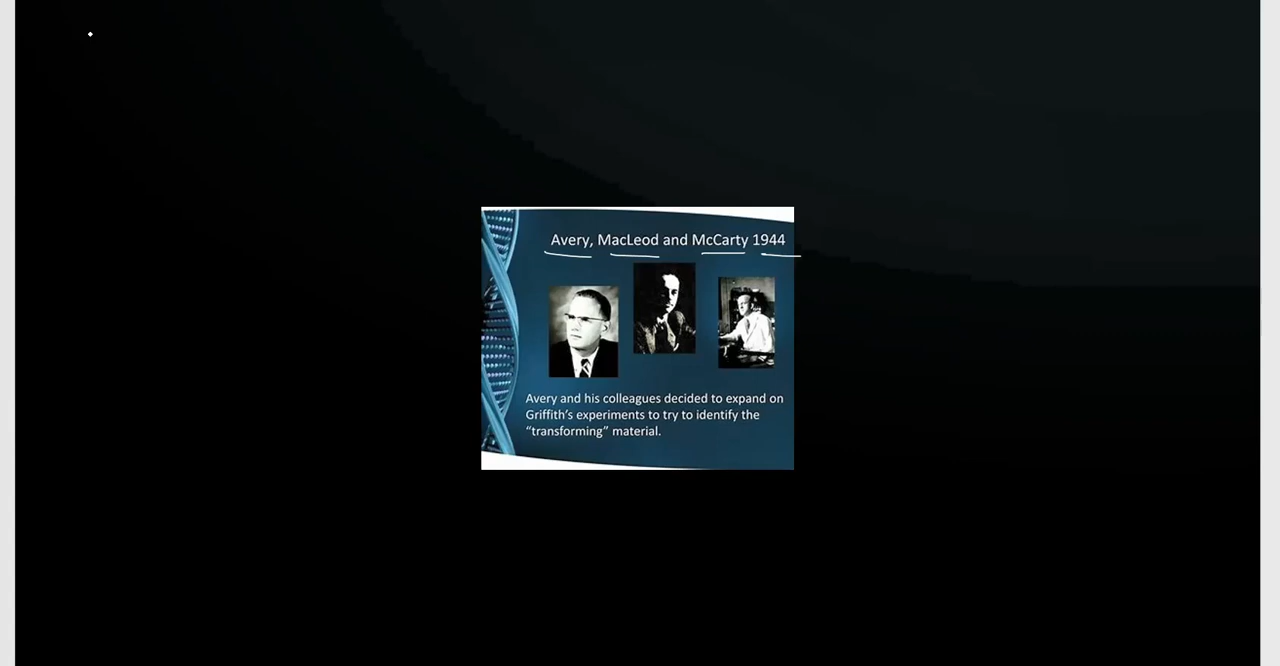 Avery, MacLeod and McCarty 1944
Avery and his colleagues decided to expand on
Griffith’s experiments to try to identify the
“transforming” material.